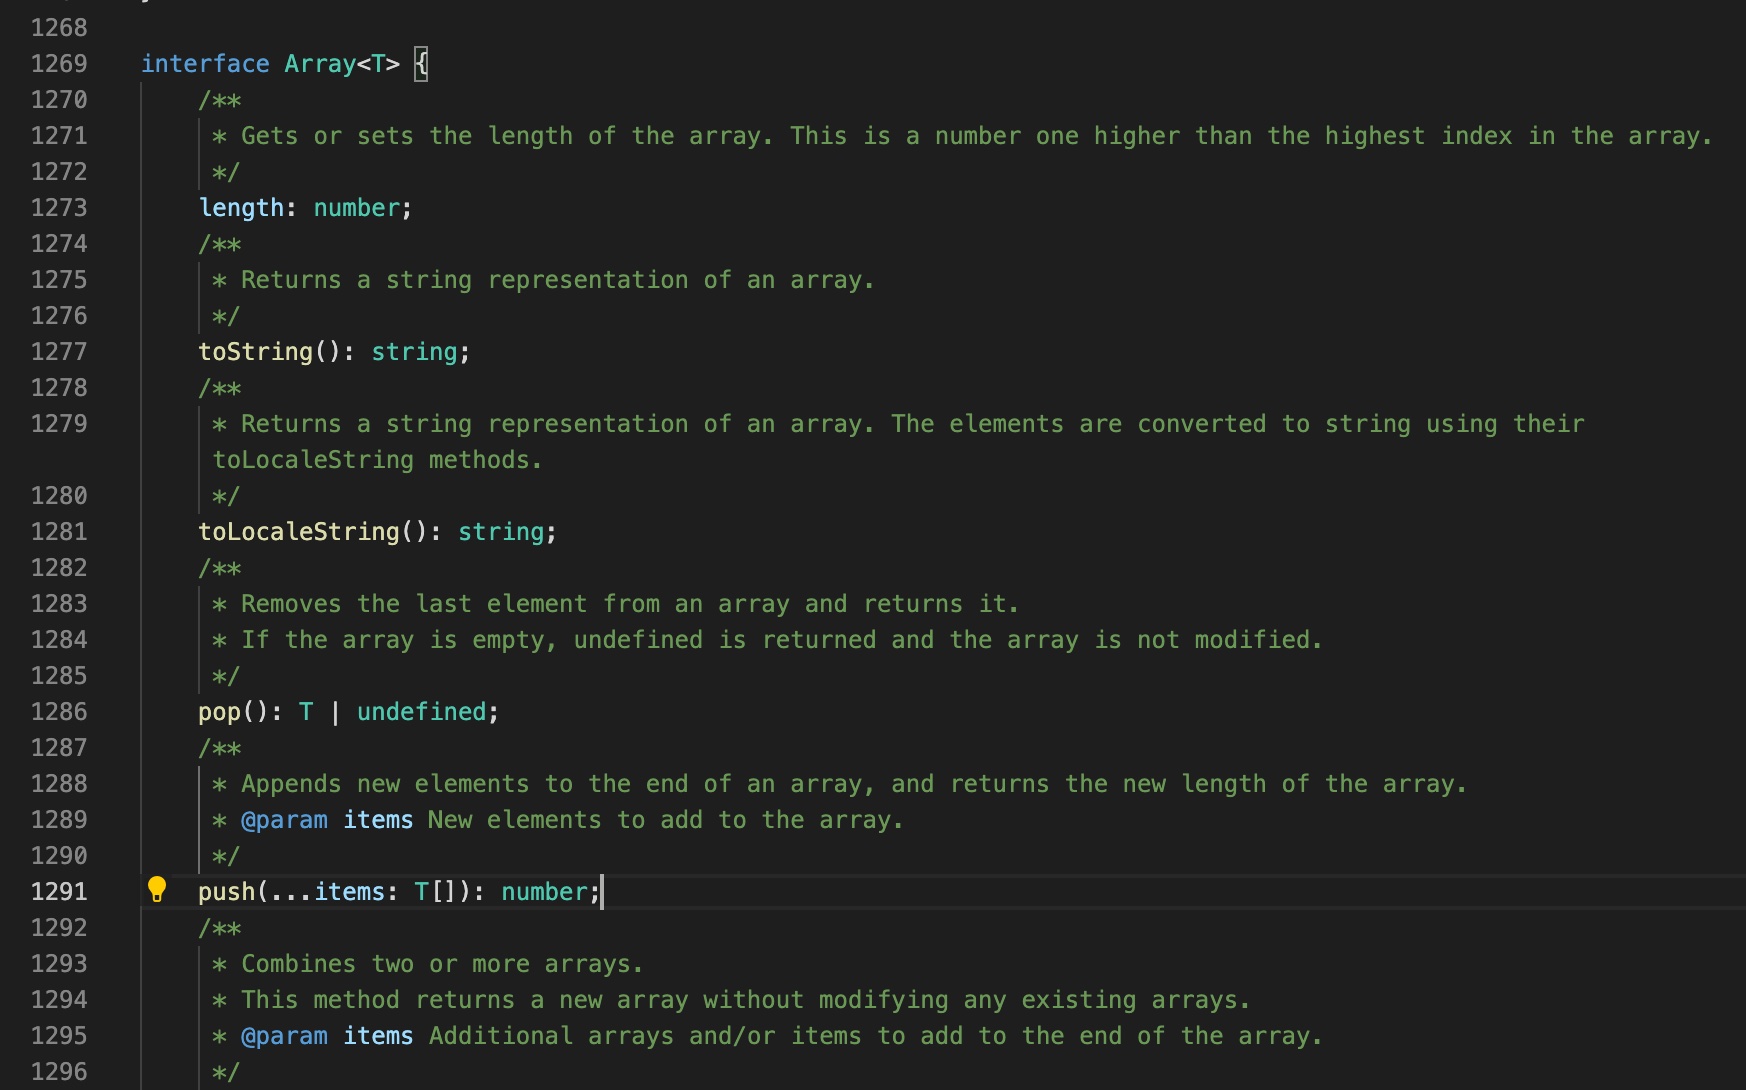 1268
1269 interface Array<T> {
1270 /**
1271 * Gets or sets the length of the array. This is a number one higher than the highest index in the array.
1272 */
1273 length: number;
1274 /**
1275 * Returns a string representation of an array.
1276 */
1277 toString(): string;
1278 /**
1279 * Returns a string representation of an array. The elements are converted to string using their
toLocaleString methods.
1280 */
1281 toLocaleString(): string;
1282 /**
1283 * Removes the last element from an array and returns it.
1284 * If the array is empty, undefined is returned and the array is not modified.
1285 */
1286 pop(): T | undefined;
1287 /**
1288 * Appends new elements to the end of an array, and returns the new length of the array.
1289 * @param items New elements to add to the array.
1290 */
1291 push(...items: T[]): number;
1292 /**
1293 * Combines two or more arrays.
1294 * This method returns a new array without modifying any existing arrays.
1295 * @param items Additional arrays and/or items to add to the end of the array.
1296 */